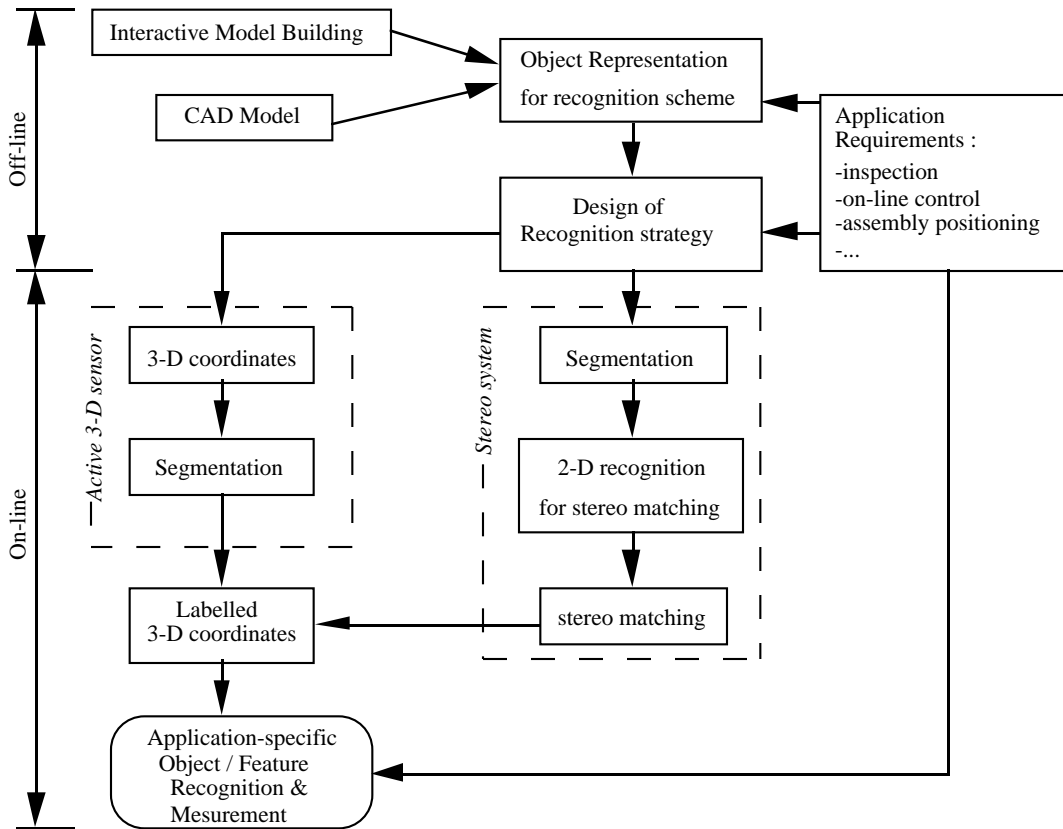 Interactive Model Building
CAD Model
Object Representation
for recognition scheme
Application
Requirements :
-inspection
-on-line control
-assembly positioning
-...
Off-line
Design of
Recognition strategy
On-line
Active 3-D sensor
3-D coordinates
Segmentation
Stereo system
Segmentation
2-D recognition
for stereo matching
stereo matching
Labelled
3-D coordinates
Application-specific
Object / Feature
Recognition &
Mesurement